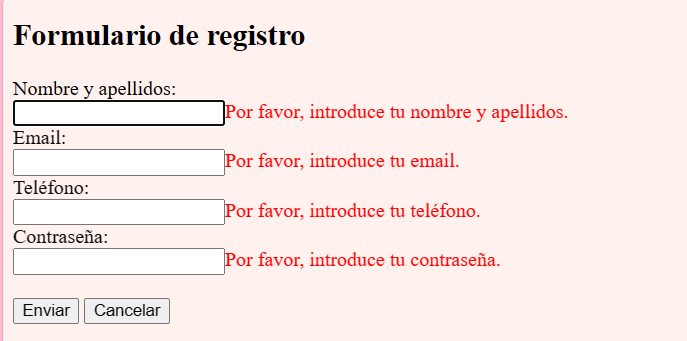 Formulario de registro
Nombre y apellidos:
Por favor, introduce tu nombre y apellidos.
Email:
Por favor, introduce tu email.
Teléfono:
Por favor, introduce tu teléfono.
Contraseña:
Por favor, introduce tu contraseña.
Enviar Cancelar